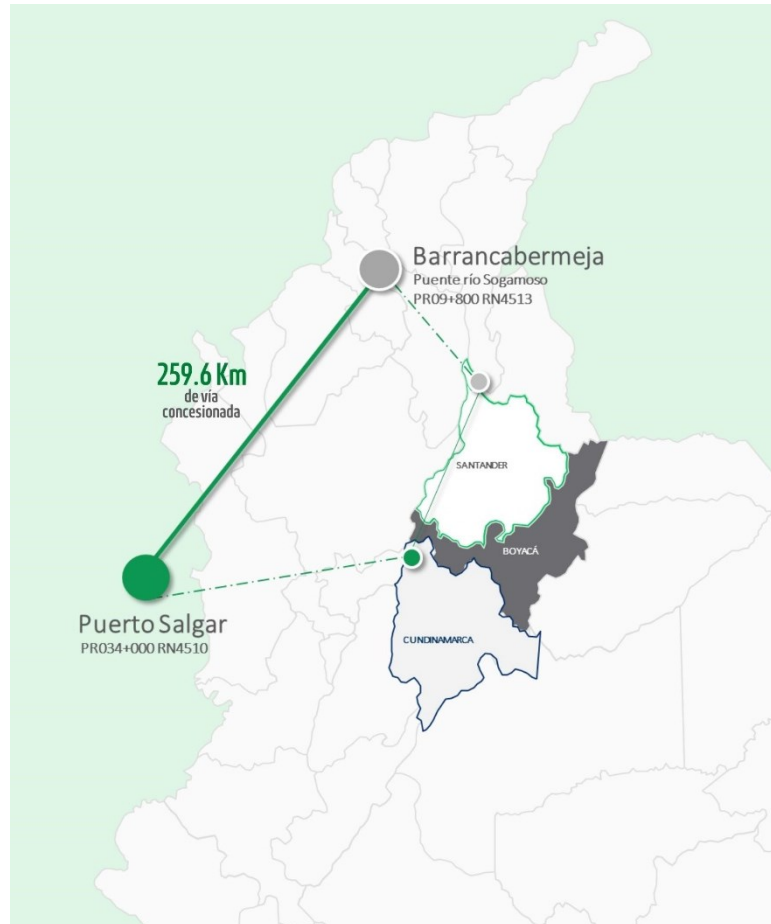 Barrancabermeja
Puente río Sogamoso
PR09+800 RN4513
259.6 Km
de vía
concesionada
SANTANDER
BOYACÁ
Puerto Salgar
PR034+000 RN4510
CUNDINAMARCA